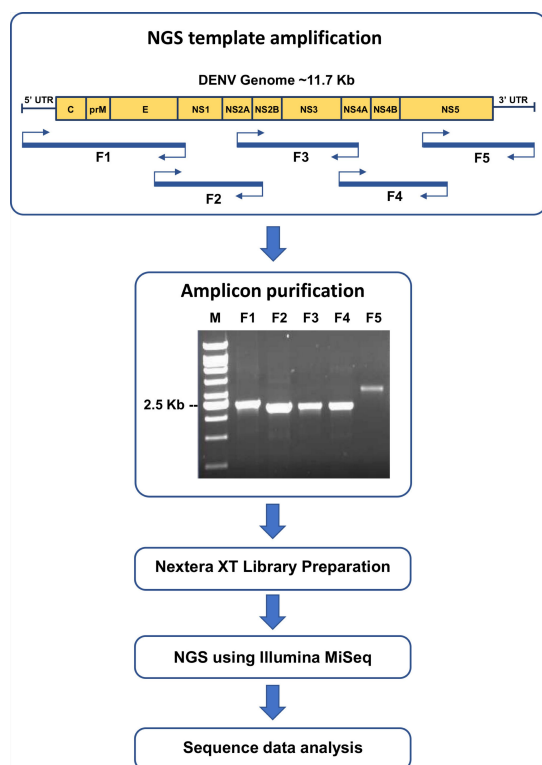 NGS template amplification
DENV Genome ~11.7 Kb
5' UTR
3' UTR
C prM E NS1 NS2A NS2B NS3 NS4A NS4B NS5
F1 F3 F5
F2 F4
Amplicon purification
M F1 F2 F3 F4 F5
2.5 Kb --
Nextera XT Library Preparation
NGS using Illumina MiSeq
Sequence data analysis